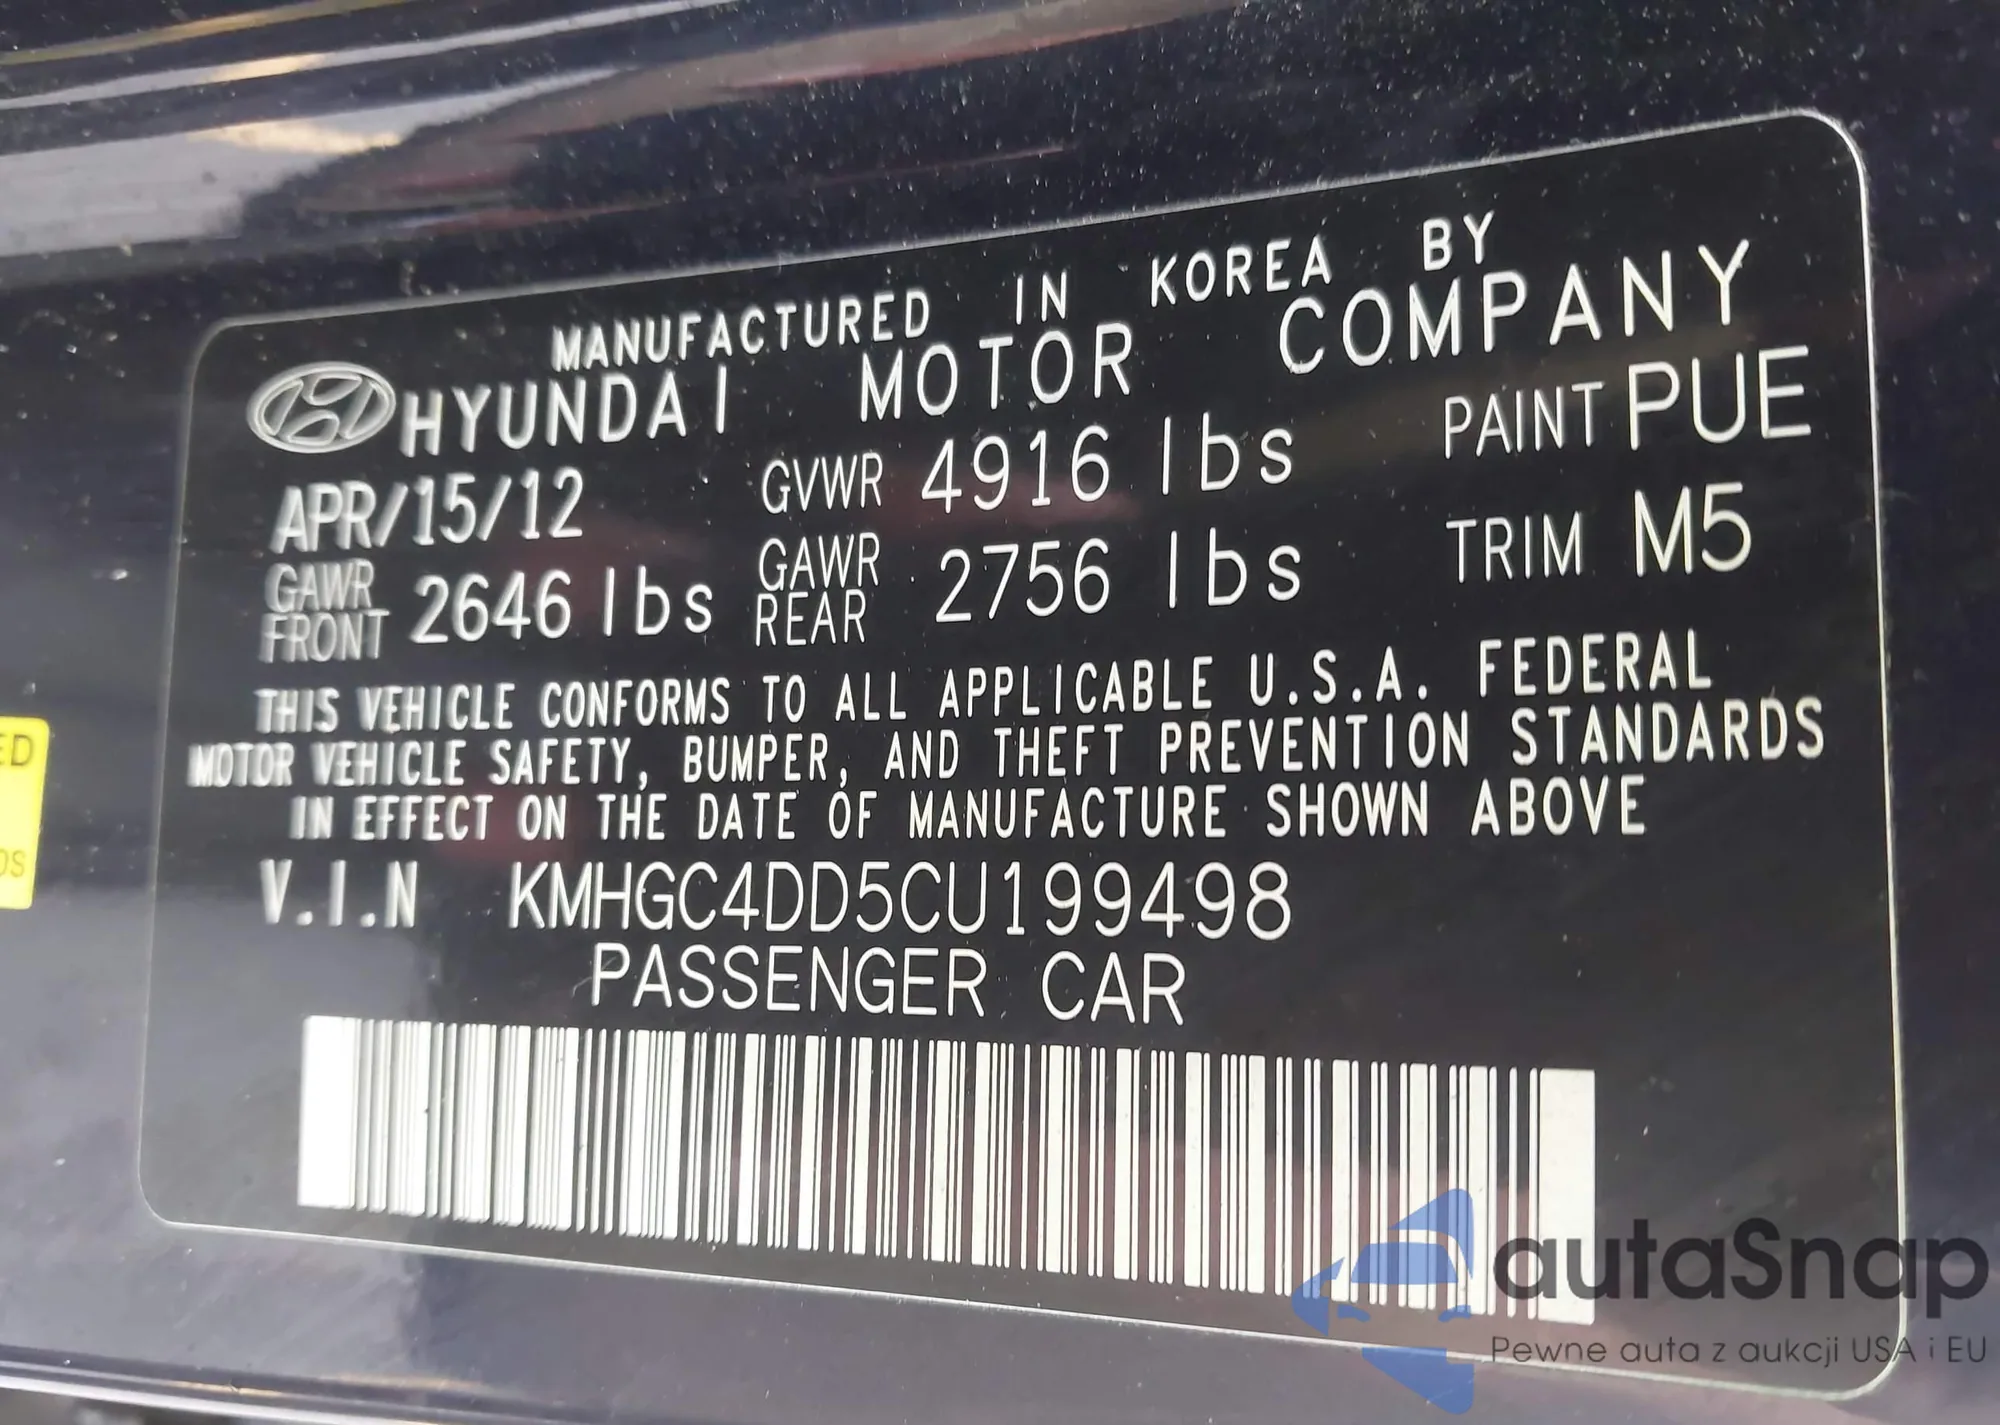 MANUFACTURED IN KOREA BY
HYUNDAI MOTOR COMPANY
APR/15/12 GVWR 4916 lbs PAINT PUE
GAWR FRONT 2646 lbs GAWR REAR 2756 lbs TRIM M5
THIS VEHICLE CONFORMS TO ALL APPLICABLE U.S.A. FEDERAL
MOTOR VEHICLE SAFETY, BUMPER, AND THEFT PREVENTION STANDARDS
IN EFFECT ON THE DATE OF MANUFACTURE SHOWN ABOVE
V.I.N KMHGC4DD5CU199498
PASSENGER CAR
autaSnap
Pewne auta z aukcji USA i EU